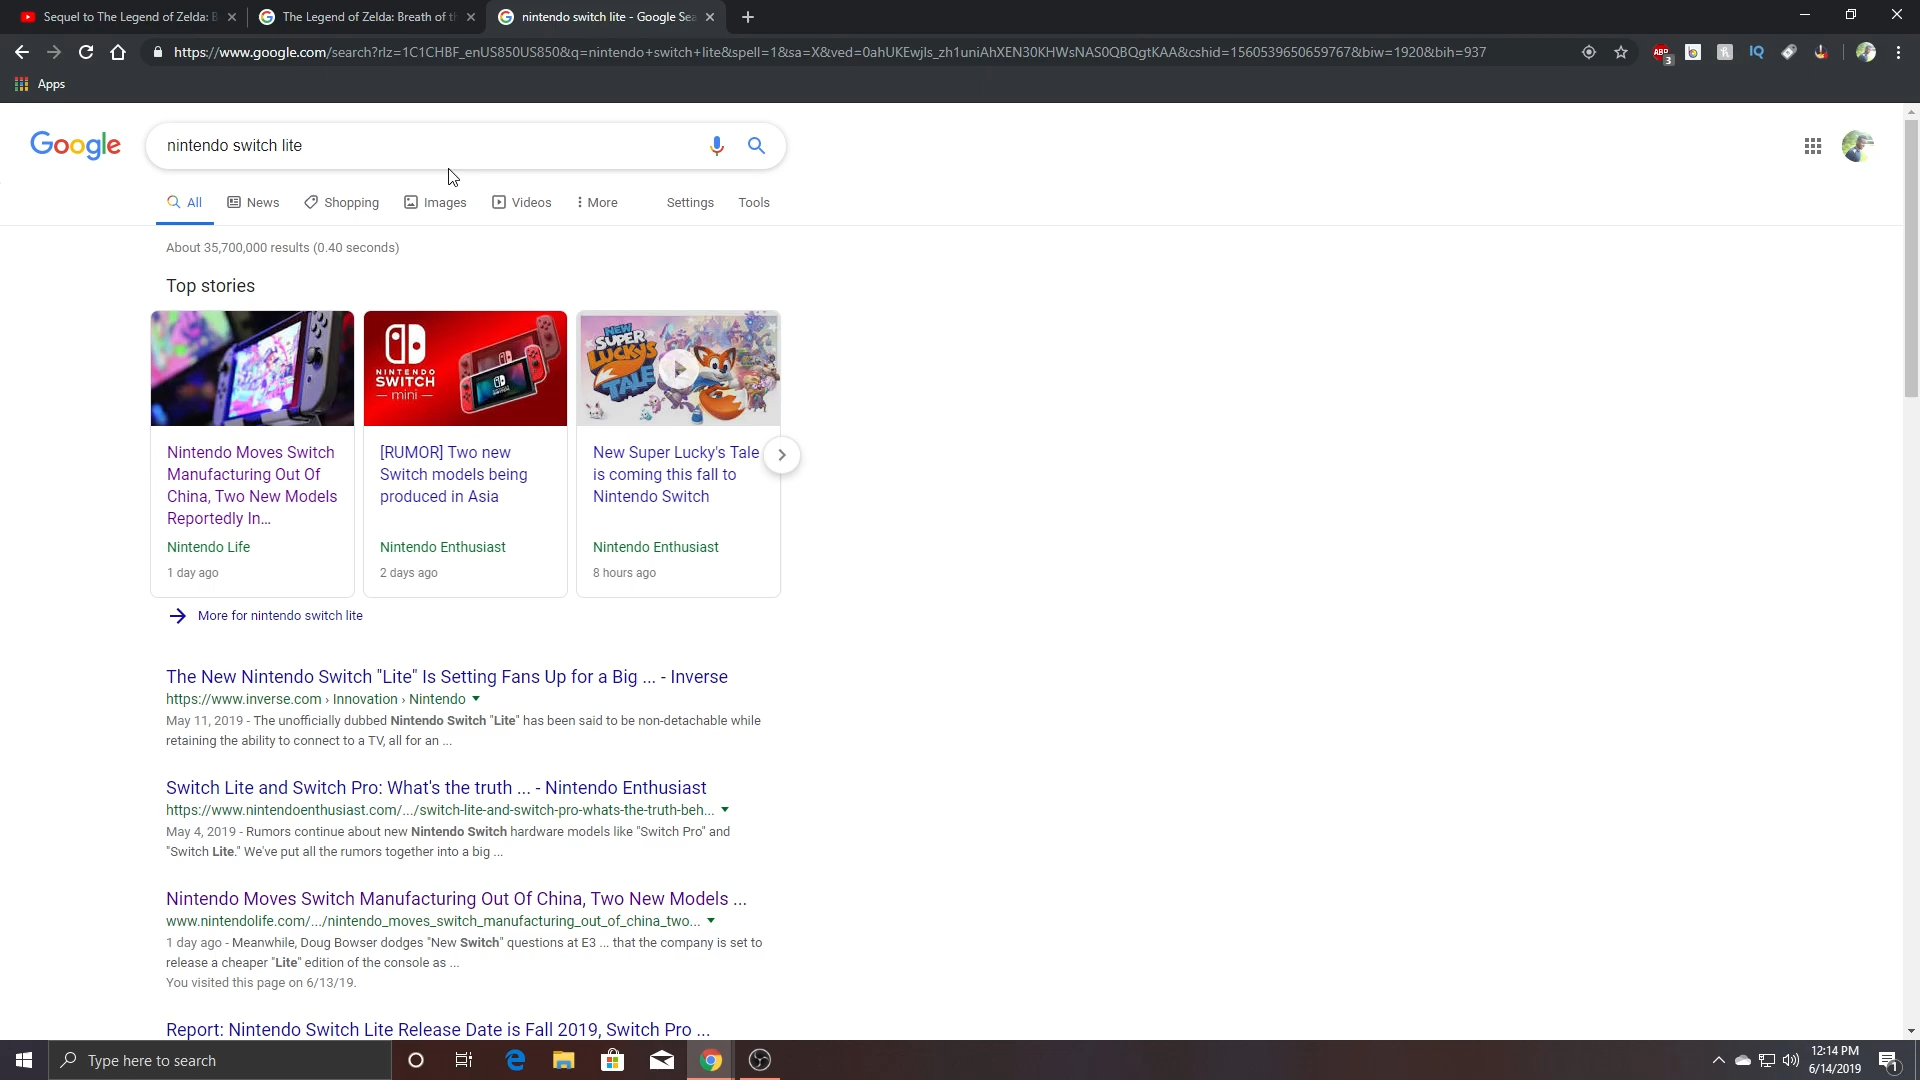 Sequel to The Legend of Zelda: B
The Legend of Zelda: Breath of th
nintendo switch lite - Google Sea
https://www.google.com/search?rlz=1C1CHBF_enUS850US850&q=nintendo+switch+lite&spell=1&sa=X&ved=0ahUKEwjls_zh1uniAhXEN30KHWsNAS0QBQgtKAA&cshid=1560539650659767&biw=1920&bih=937
ABP
3
IQ
Apps
Google
nintendo switch lite
All
News
Shopping
Images
Videos
More
Settings
Tools
About 35,700,000 results (0.40 seconds)
Top stories
NINTENDO
SWITCH
mini
NEW
SUPER
LUCKY'S
TALE
Nintendo Moves Switch
Manufacturing Out Of
China, Two New Models
Reportedly In...
Nintendo Life
1 day ago
[RUMOR] Two new
Switch models being
produced in Asia
Nintendo Enthusiast
2 days ago
New Super Lucky's Tale
is coming this fall to
Nintendo Switch
Nintendo Enthusiast
8 hours ago
More for nintendo switch lite
The New Nintendo Switch "Lite" Is Setting Fans Up for a Big ... - Inverse
https://www.inverse.com › Innovation › Nintendo
May 11, 2019 - The unofficially dubbed Nintendo Switch "Lite" has been said to be non-detachable while
retaining the ability to connect to a TV, all for an ...
Switch Lite and Switch Pro: What's the truth ... - Nintendo Enthusiast
https://www.nintendoenthusiast.com/.../switch-lite-and-switch-pro-whats-the-truth-beh...
May 4, 2019 - Rumors continue about new Nintendo Switch hardware models like "Switch Pro" and
"Switch Lite." We've put all the rumors together into a big ...
Nintendo Moves Switch Manufacturing Out Of China, Two New Models ...
www.nintendolife.com/.../nintendo_moves_switch_manufacturing_out_of_china_two...
1 day ago - Meanwhile, Doug Bowser dodges "New Switch" questions at E3 ... that the company is set to
release a cheaper "Lite" edition of the console as ...
You visited this page on 6/13/19.
Report: Nintendo Switch Lite Release Date is Fall 2019, Switch Pro ...
Type here to search
12:14 PM
6/14/2019
1